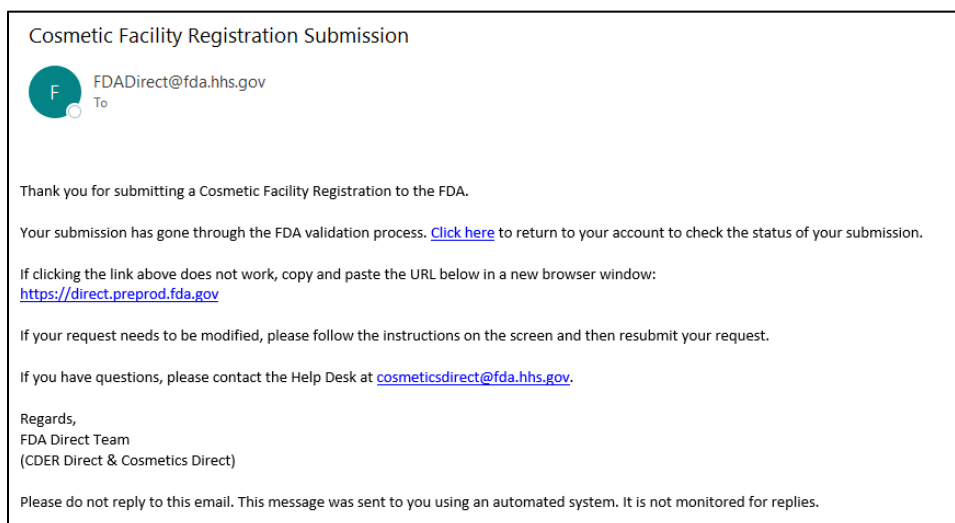 Cosmetic Facility Registration Submission
F
FDADirect@fda.hhs.gov
To
Thank you for submitting a Cosmetic Facility Registration to the FDA.
Your submission has gone through the FDA validation process. Click here to return to your account to check the status of your submission.
If clicking the link above does not work, copy and paste the URL below in a new browser window:
https://direct.preprod.fda.gov
If your request needs to be modified, please follow the instructions on the screen and then resubmit your request.
If you have questions, please contact the Help Desk at cosmeticsdirect@fda.hhs.gov.
Regards,
FDA Direct Team
(CDER Direct & Cosmetics Direct)
Please do not reply to this email. This message was sent to you using an automated system. It is not monitored for replies.